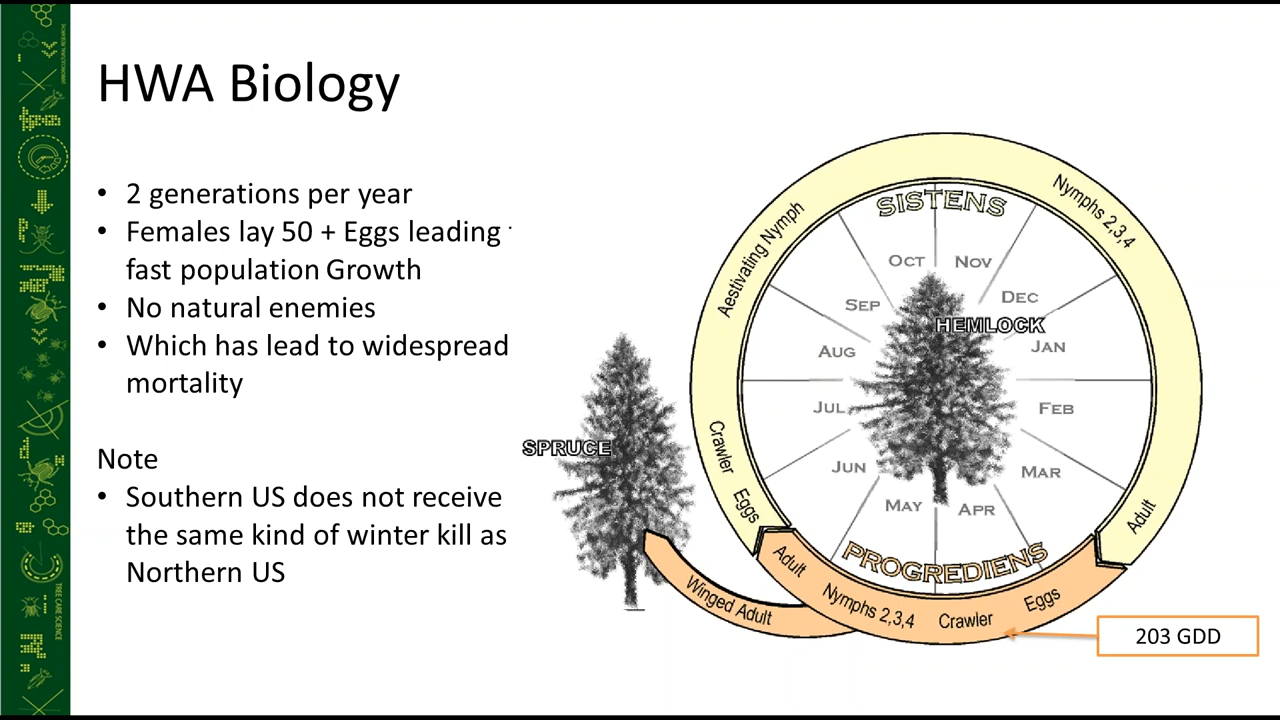 HWA Biology
• 2 generations per year
• Females lay 50 + Eggs leading
fast population Growth
• No natural enemies
• Which has lead to widespread
mortality
Note
• Southern US does not receive
the same kind of winter kill as
Northern US
SISTENS
Nymphs 2,3,4
Aestivating Nymph
OCT
NOV
SEP
DEC
HEMLOCK
AUG
JAN
JUL
FEB
SPRUCE
Crawler
JUN
MAR
Eggs
MAY
APR
Adult
PROGREDIENS
Adult
Nymphs 2,3,4
Crawler
Eggs
Winged Adult
203 GDD
TREE CARE SCIENCE